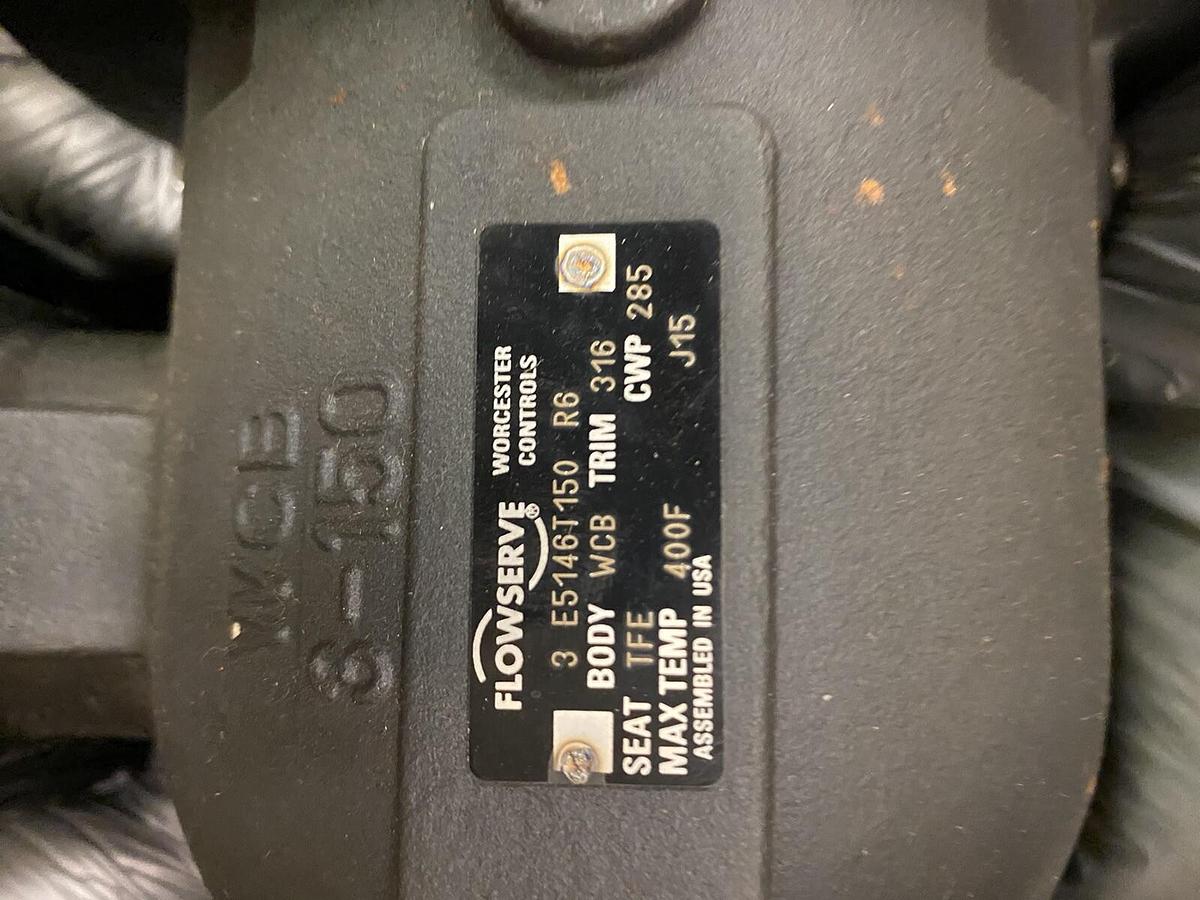 WCB
3-150
FLOWSERVE® WORCESTER
CONTROLS
3 E5146T150 R6
BODY WCB TRIM 316
SEAT TFE CWP 285
MAX TEMP 400F J15
ASSEMBLED IN USA